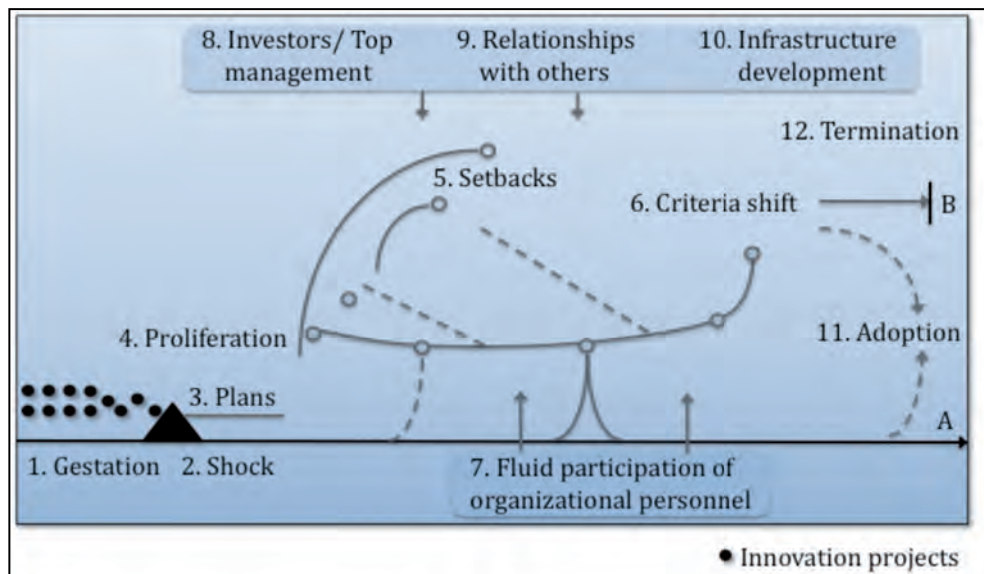 8. Investors/ Top
management
9. Relationships
with others
10. Infrastructure
development
12. Termination
5. Setbacks
6. Criteria shift
B
4. Proliferation
11. Adoption
3. Plans
A
1. Gestation
2. Shock
7. Fluid participation of
organizational personnel
Innovation projects